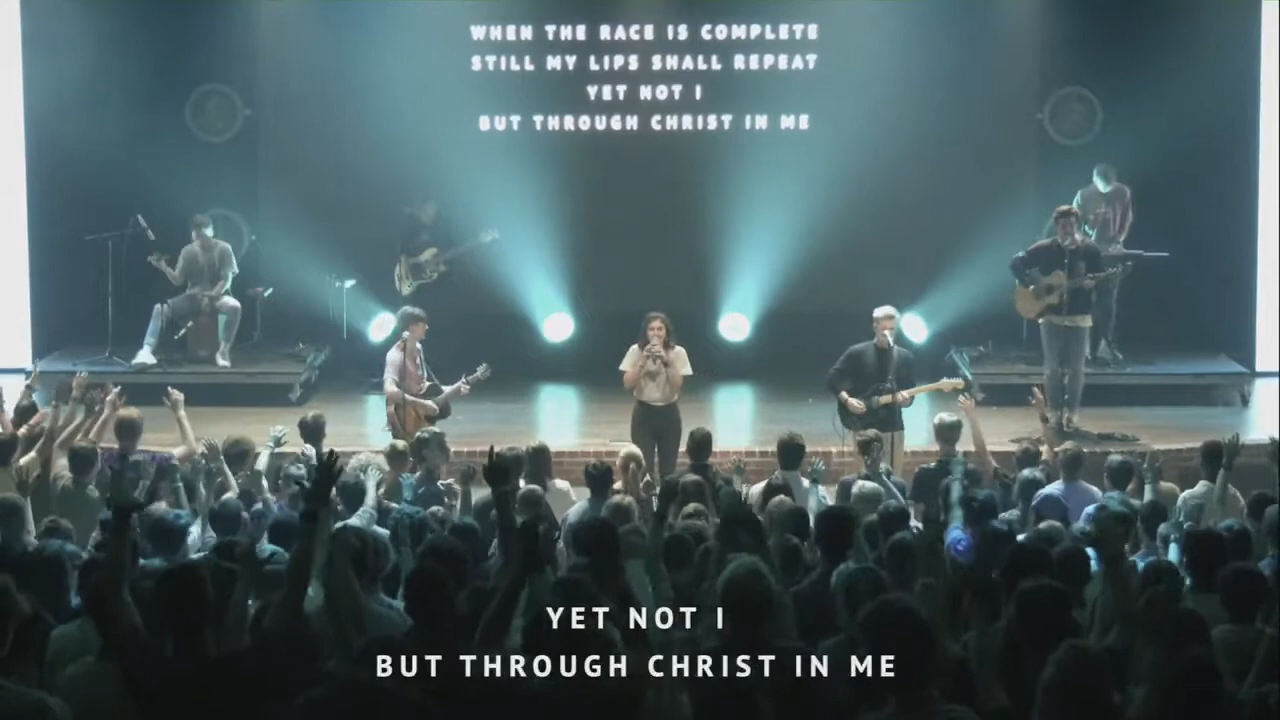 WHEN THE RACE IS COMPLETE
STILL MY LIPS SHALL REPEAT
YET NOT I
BUT THROUGH CHRIST IN ME
YET NOT I
BUT THROUGH CHRIST IN ME